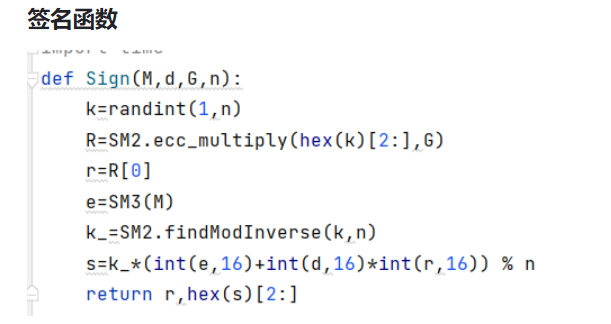 签名函数
import time
def Sign(M,d,G,n):
    k=randint(1,n)
    R=SM2.ecc_multiply(hex(k)[2:],G)
    r=R[0]
    e=SM3(M)
    k_=SM2.findModInverse(k,n)
    s=k_*(int(e,16)+int(d,16)*int(r,16)) % n
    return r,hex(s)[2:]